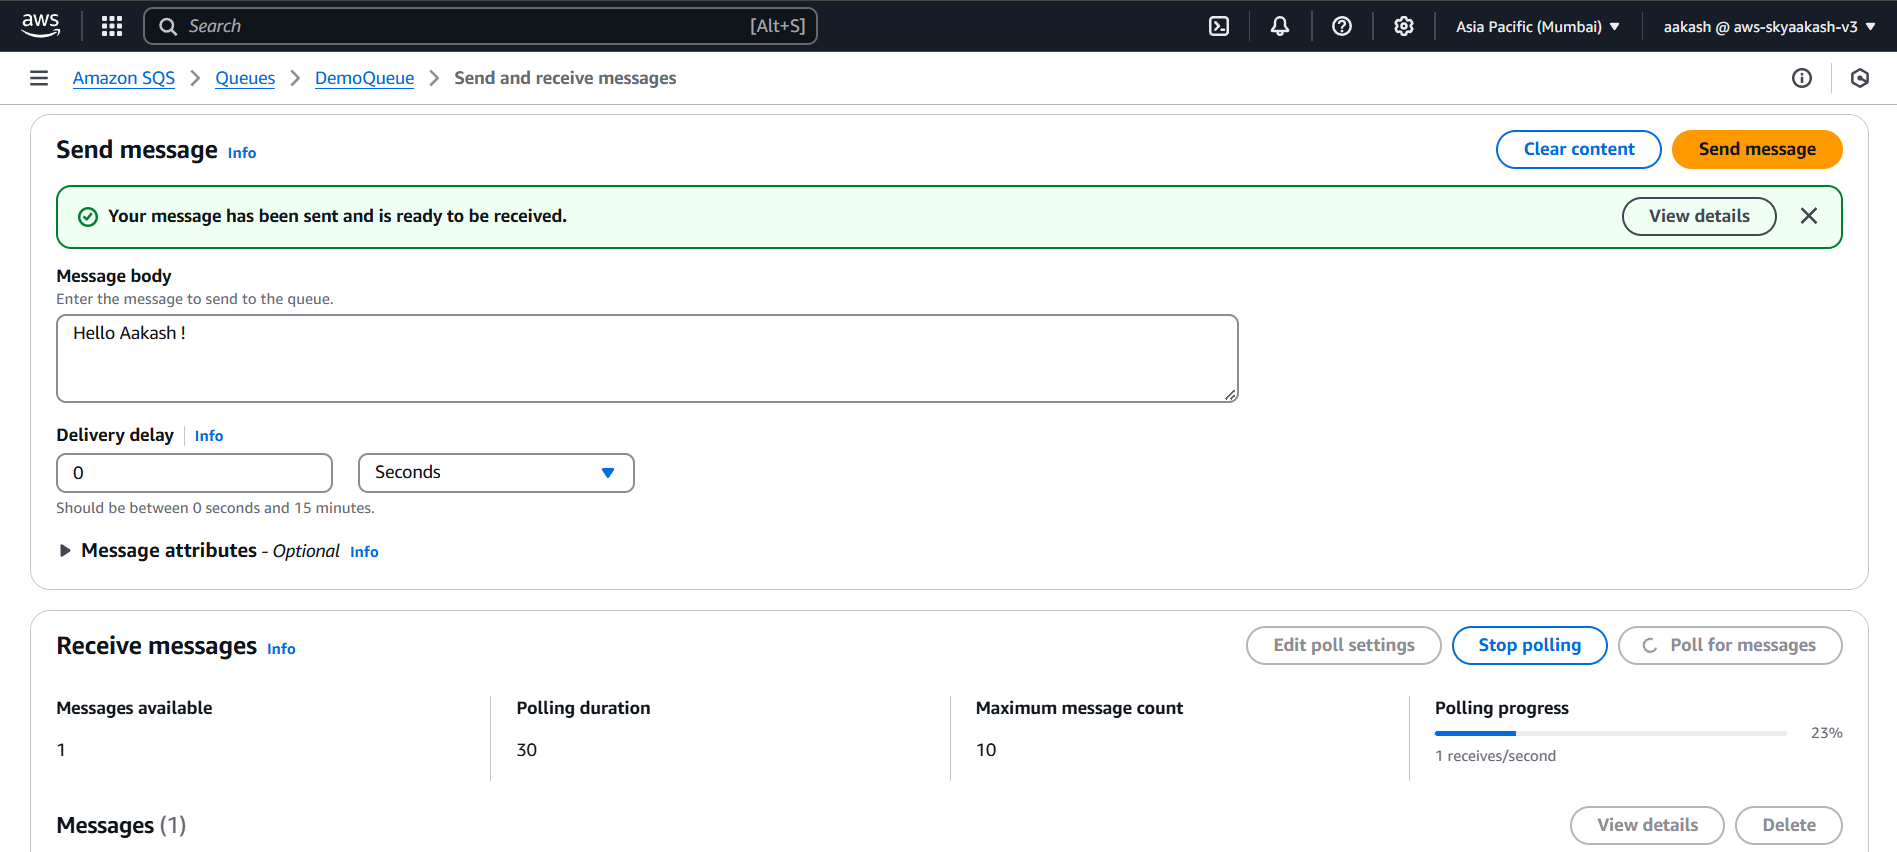 aws
Search [Alt+S]
Asia Pacific (Mumbai)
aakash @ aws-skyaakash-v3
Amazon SQS > Queues > DemoQueue > Send and receive messages
Send message Info
Clear content
Send message
Your message has been sent and is ready to be received.
View details
Message body
Enter the message to send to the queue.
Hello Aakash !
Delivery delay Info
0
Seconds
Should be between 0 seconds and 15 minutes.
Message attributes - Optional Info
Receive messages Info
Edit poll settings
Stop polling
Poll for messages
Messages available
1
Polling duration
30
Maximum message count
10
Polling progress
23%
1 receives/second
Messages (1)
View details
Delete